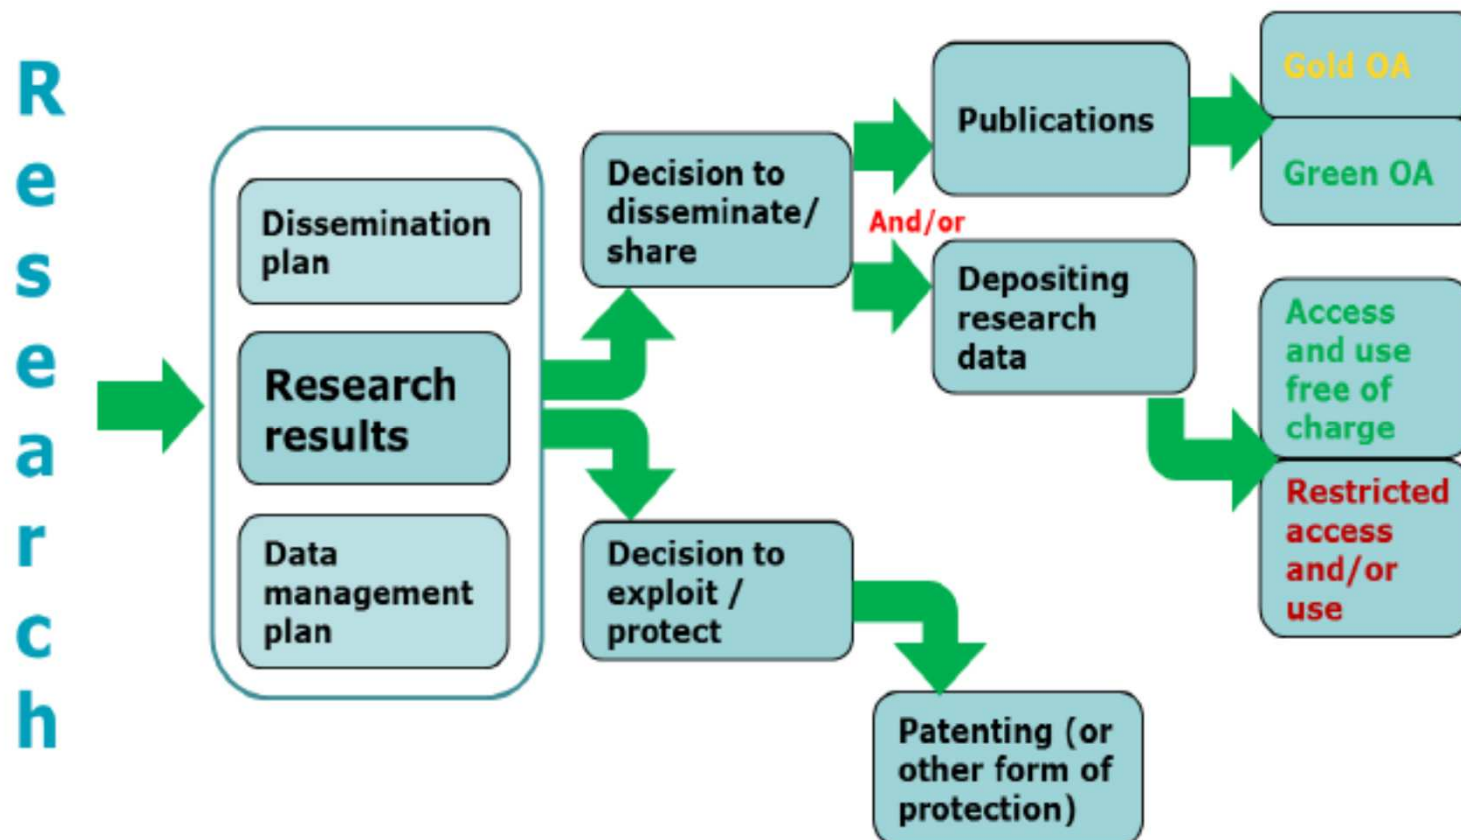 Research
Dissemination
plan
Research
results
Data
management
plan
Decision to
disseminate/
share
Decision to
exploit /
protect
And/or
Publications
Depositing
research
data
Patenting (or
other form of
protection)
Gold OA
Green OA
Access
and use
free of
charge
Restricted
access
and/or
use